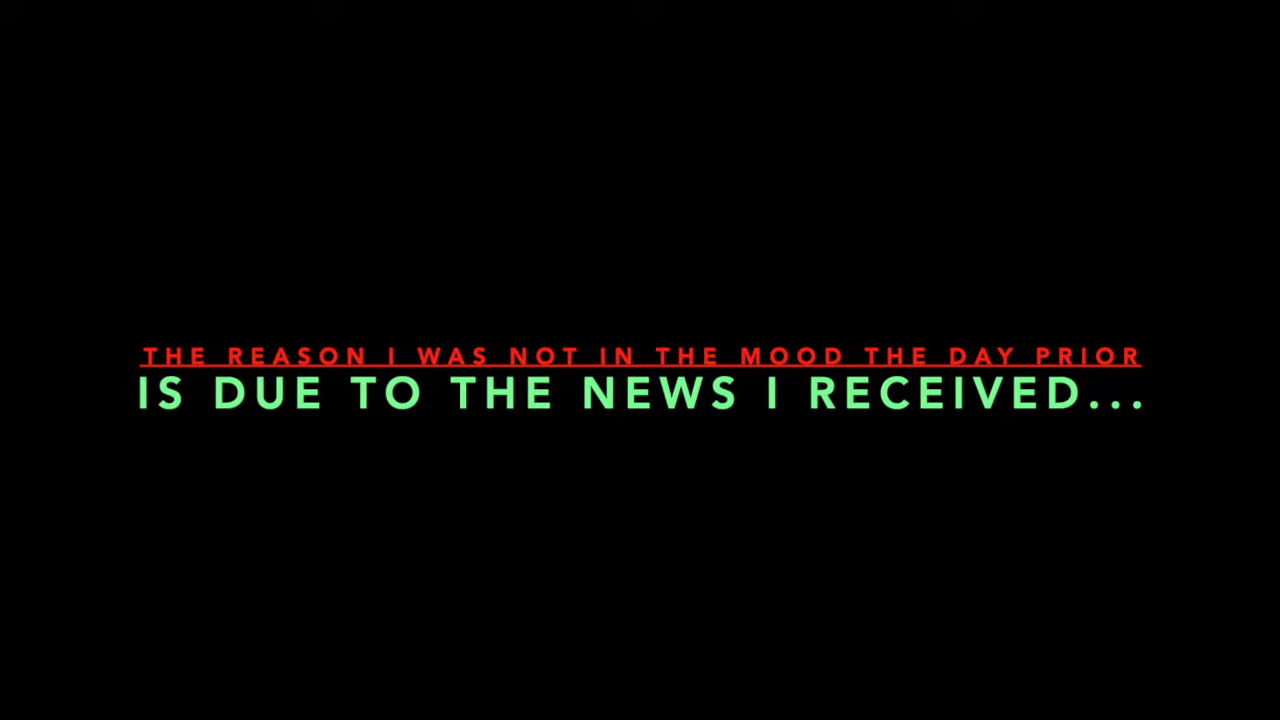 THE REASON I WAS NOT IN THE MOOD THE DAY PRIOR
IS DUE TO THE NEWS I RECEIVED...